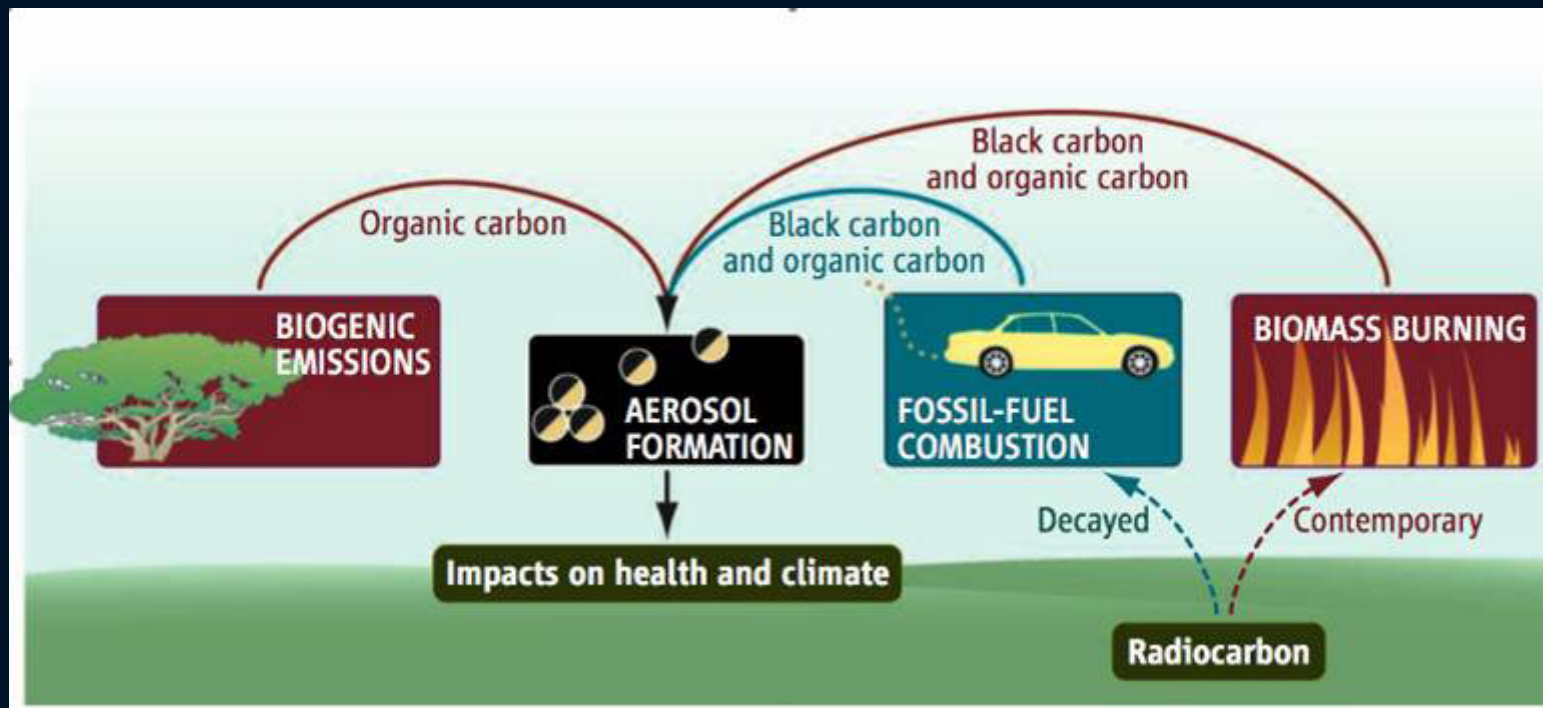 Black carbon
and organic carbon
Organic carbon
Black carbon
and organic carbon
BIOGENIC
EMISSIONS
AEROSOL
FORMATION
FOSSIL-FUEL
COMBUSTION
BIOMASS BURNING
Decayed
Contemporary
Impacts on health and climate
Radiocarbon